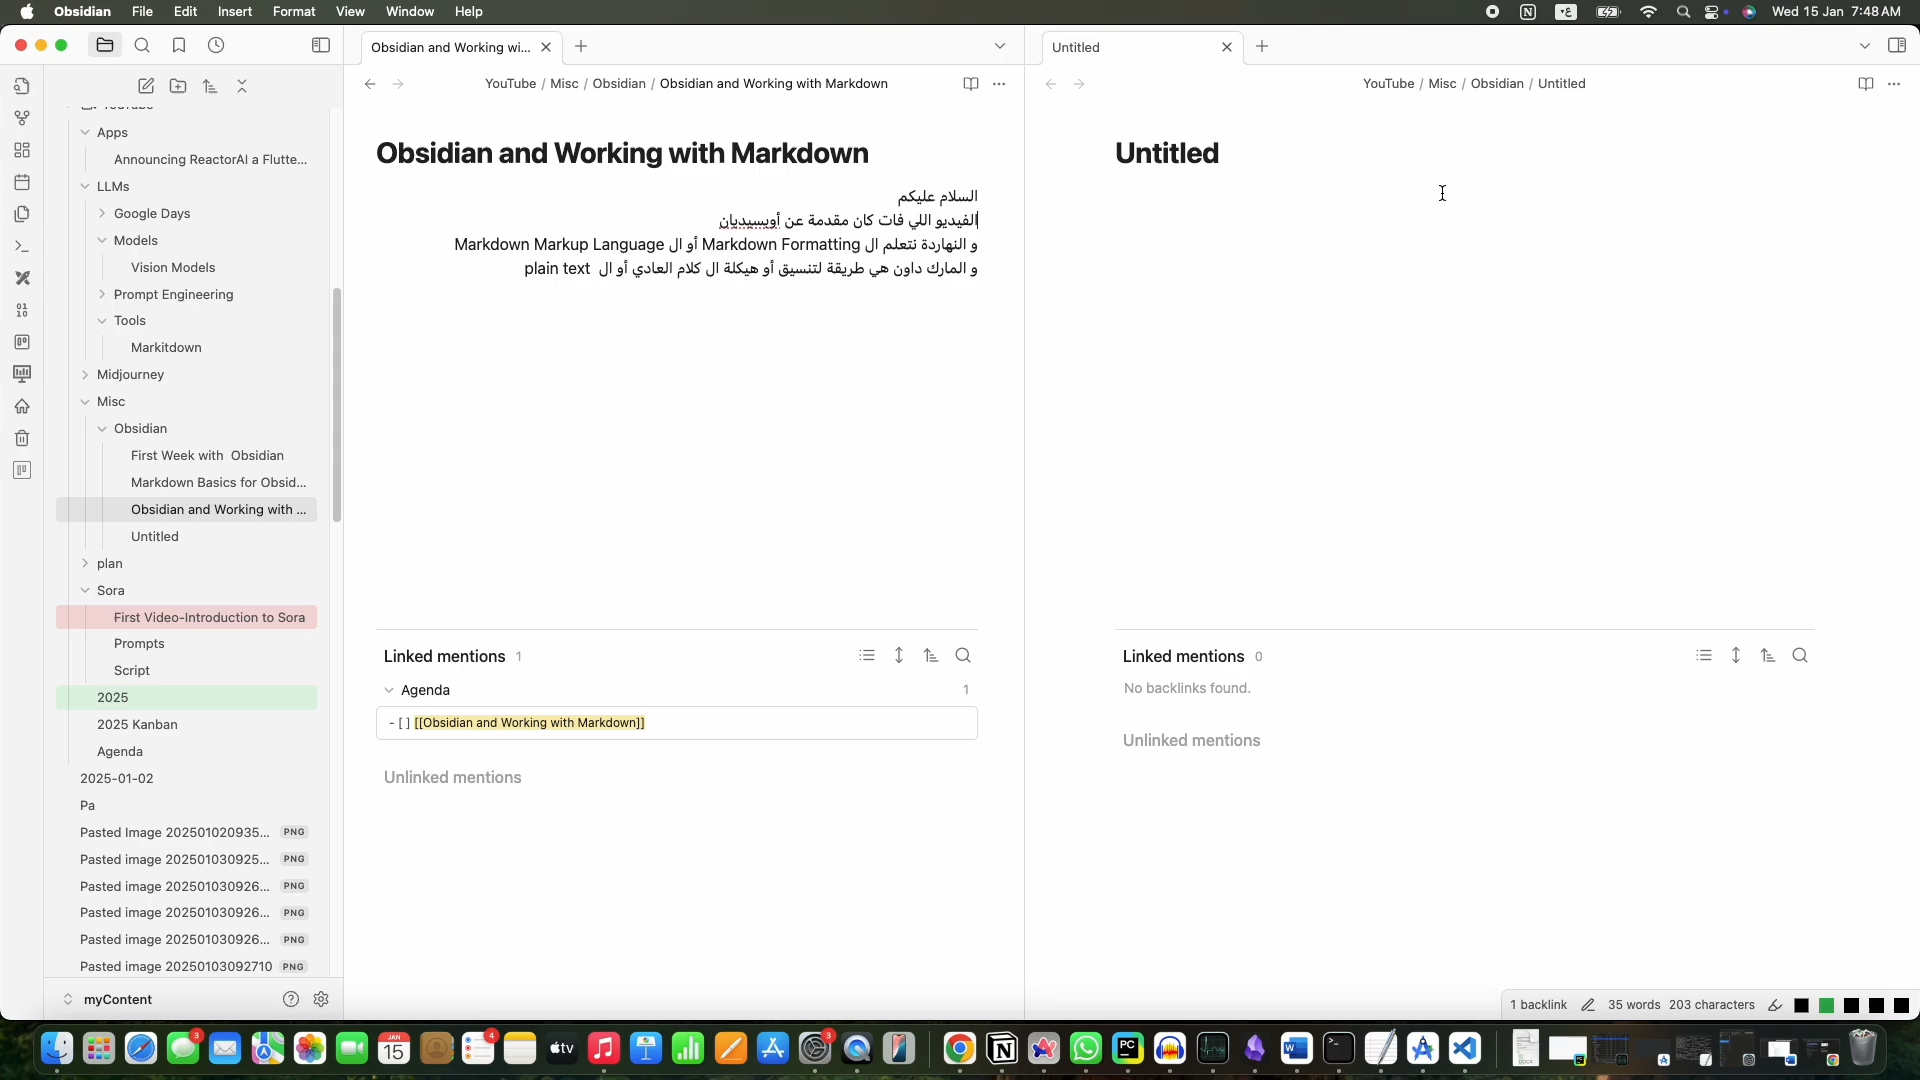 Obsidian File Edit Insert Format View Window Help
Wed 15 Jan 7:48 AM
Obsidian and Working wi...
Untitled
YouTube / Misc / Obsidian / Obsidian and Working with Markdown
YouTube / Misc / Obsidian / Untitled
Apps
Announcing ReactorAI a Flutte...
LLMs
Google Days
Models
Vision Models
Prompt Engineering
Tools
Markitdown
Midjourney
Misc
Obsidian
First Week with Obsidian
Markdown Basics for Obsid...
Obsidian and Working with ...
Untitled
plan
Sora
First Video-Introduction to Sora
Prompts
Script
2025
2025 Kanban
Agenda
2025-01-02
Pa
Pasted Image 202501020935... PNG
Pasted image 202501030925... PNG
Pasted image 202501030926... PNG
Pasted image 202501030926... PNG
Pasted image 202501030926... PNG
Pasted image 20250103092710 PNG
myContent
Obsidian and Working with Markdown
السلام عليكم
الفيديو اللي فات كان مقدمة عن أوبسيديان
و النهاردة نتعلم ال Markdown Formatting أو ال Markdown Markup Language
و المارك داون هي طريقة لتنسيق أو هيكلة ال كلام العادي أو ال plain text
Linked mentions 1
Agenda 1
- [ ] [[Obsidian and Working with Markdown]]
Unlinked mentions
Untitled
Linked mentions 0
No backlinks found.
Unlinked mentions
1 backlink 35 words 203 characters